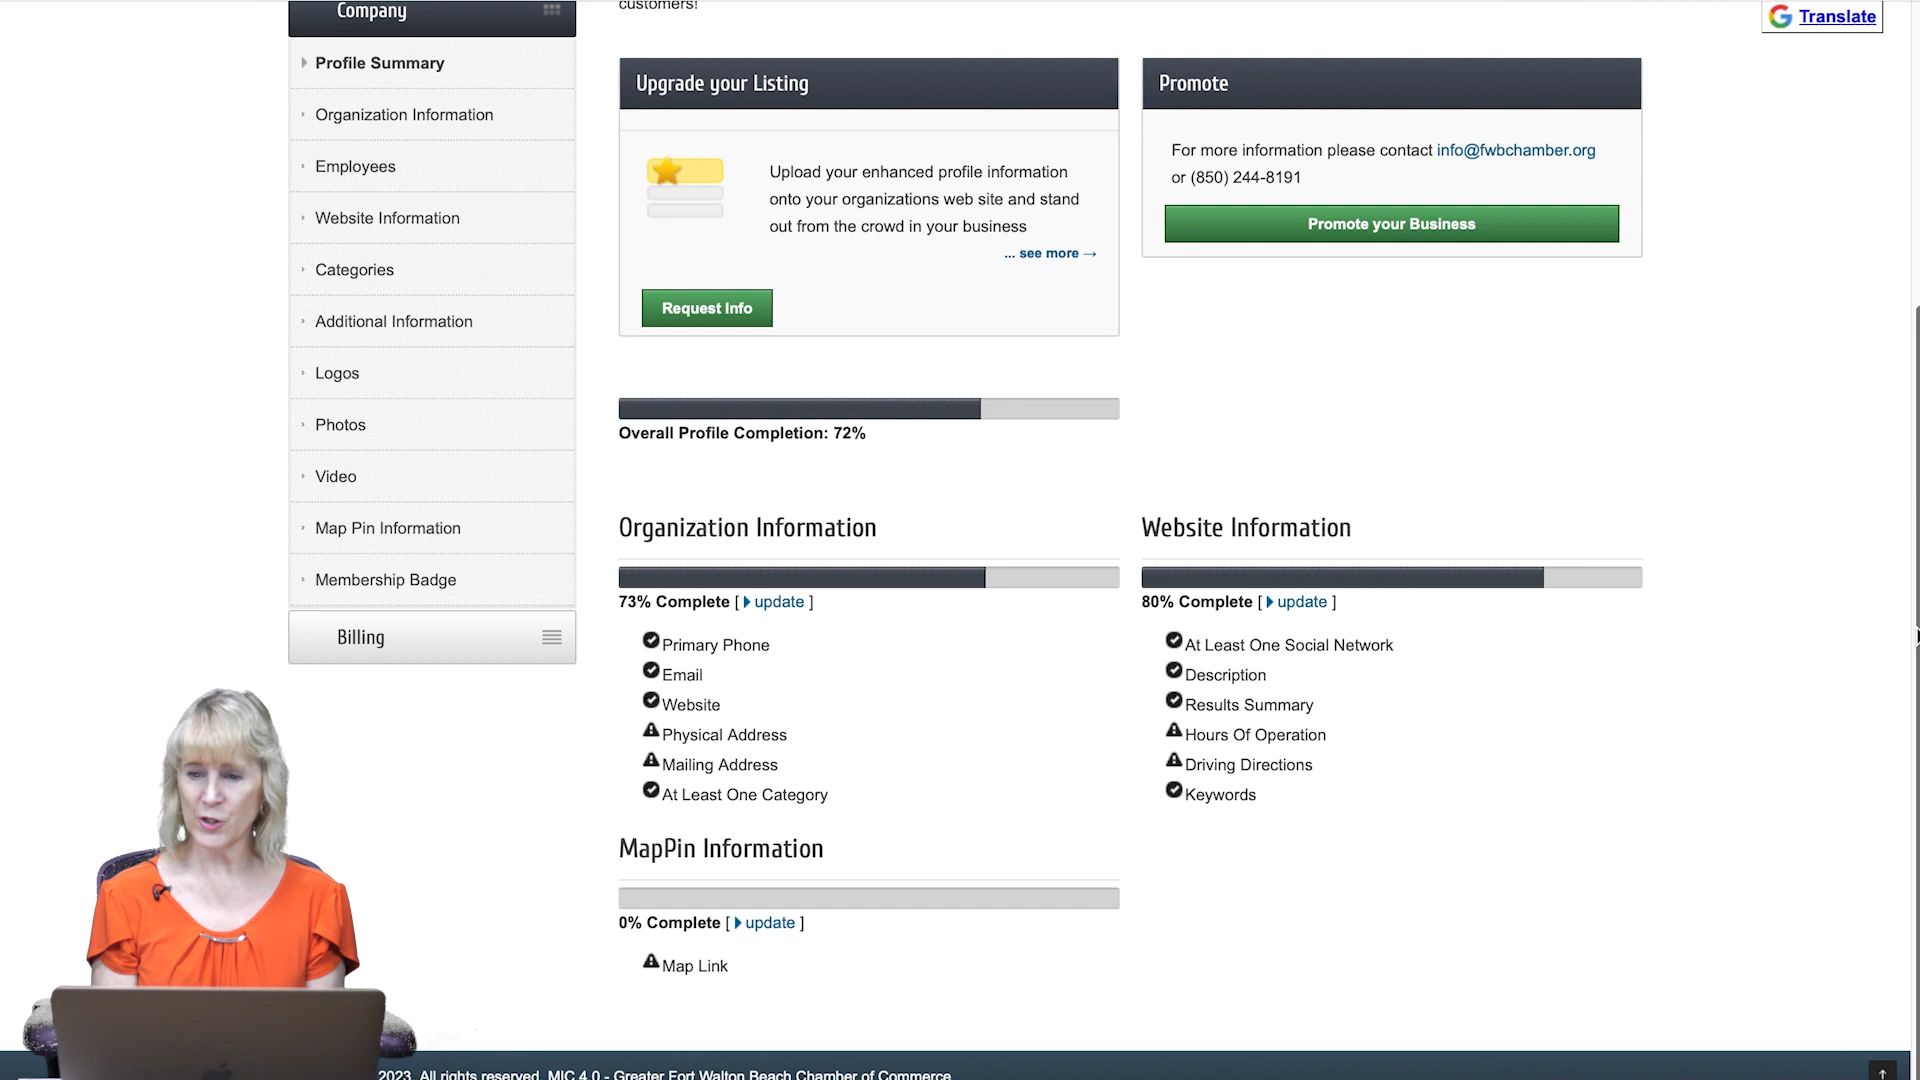 customers!
Translate
Company
Profile Summary
Organization Information
Employees
Website Information
Categories
Additional Information
Logos
Photos
Video
Map Pin Information
Membership Badge
Billing
Upgrade your Listing
Upload your enhanced profile information
onto your organizations web site and stand
out from the crowd in your business
... see more →
Request Info
Promote
For more information please contact info@fwbchamber.org
or (850) 244-8191
Promote your Business
Overall Profile Completion: 72%
Organization Information
73% Complete [ update ]
Primary Phone
Email
Website
Physical Address
Mailing Address
At Least One Category
Website Information
80% Complete [ update ]
At Least One Social Network
Description
Results Summary
Hours Of Operation
Driving Directions
Keywords
MapPin Information
0% Complete [ update ]
Map Link
2023. All rights reserved. MIC 4.0 - Greater Fort Walton Beach Chamber of Commerce